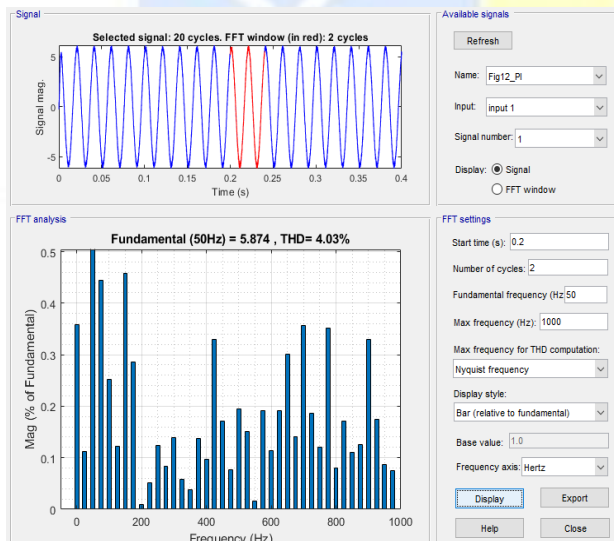 Signal
Selected signal: 20 cycles. FFT window (in red): 2 cycles
5
0
-5
Signal mag.
0
0.05
0.1
0.15
0.2
0.25
0.3
0.35
0.4
Time (s)
FFT analysis
Fundamental (50Hz) = 5.874 , THD= 4.03%
0.5
0.4
0.3
0.2
0.1
0
Mag (% of Fundamental)
0
200
400
600
800
1000
Frequency (Hz)
Available signals
Refresh
Name: Fig12_PI
Input: input 1
Signal number: 1
Display: Signal
FFT window
FFT settings
Start time (s): 0.2
Number of cycles: 2
Fundamental frequency (Hz 50
Max frequency (Hz): 1000
Max frequency for THD computation:
Nyquist frequency
Display style:
Bar (relative to fundamental)
Base value: 1.0
Frequency axis: Hertz
Display
Export
Help
Close